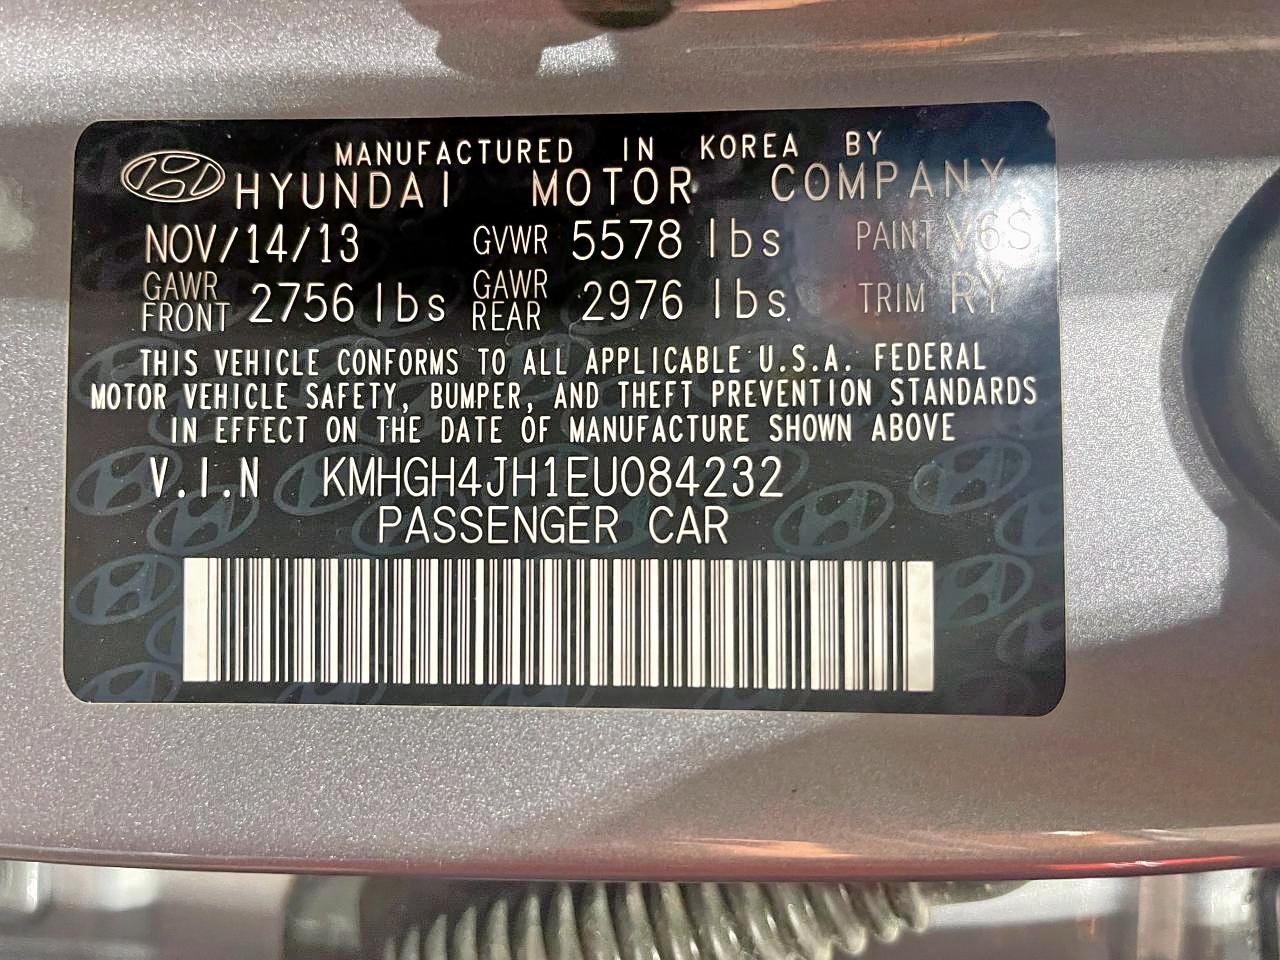 MANUFACTURED IN KOREA BY
HYUNDAI MOTOR COMPANY
NOV/14/13 GVWR 5578 lbs PAINT V6S
GAWR FRONT 2756 lbs GAWR REAR 2976 lbs TRIM RY
THIS VEHICLE CONFORMS TO ALL APPLICABLE U.S.A. FEDERAL
MOTOR VEHICLE SAFETY, BUMPER, AND THEFT PREVENTION STANDARDS
IN EFFECT ON THE DATE OF MANUFACTURE SHOWN ABOVE
V.I.N KMHGH4JH1EU084232
PASSENGER CAR